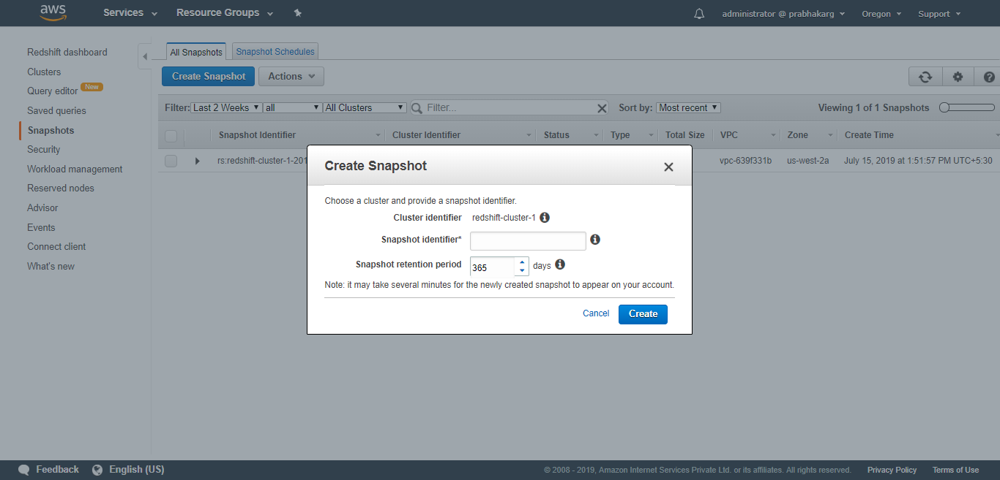 aws Services Resource Groups administrator @ prabhakarg Oregon Support
Redshift dashboard
Clusters
Query editor New
Saved queries
Snapshots
Security
Workload management
Reserved nodes
Advisor
Events
Connect client
What's new
All Snapshots Snapshot Schedules
Create Snapshot Actions
Filter: Last 2 Weeks all All Clusters Filter... Sort by: Most recent Viewing 1 of 1 Snapshots
Snapshot Identifier Cluster Identifier Status Type Total Size VPC Zone Create Time
rs:redshift-cluster-1-201 vpc-639f331b us-west-2a July 15, 2019 at 1:51:57 PM UTC+5:30
Create Snapshot
Choose a cluster and provide a snapshot identifier.
Cluster identifier redshift-cluster-1
Snapshot identifier*
Snapshot retention period 365 days
Note: it may take several minutes for the newly created snapshot to appear on your account.
Cancel Create
Feedback English (US) © 2008 - 2019, Amazon Internet Services Private Ltd. or its affiliates. All rights reserved. Privacy Policy Terms of Use